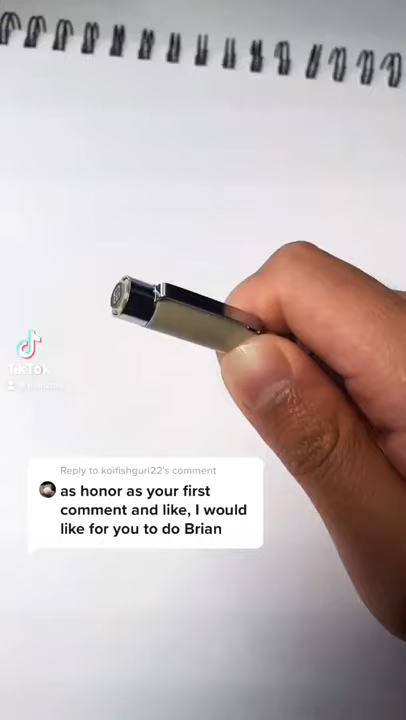 TikTok
Reply to koifishguri22's comment
as honor as your first
comment and like, I would
like for you to do Brian